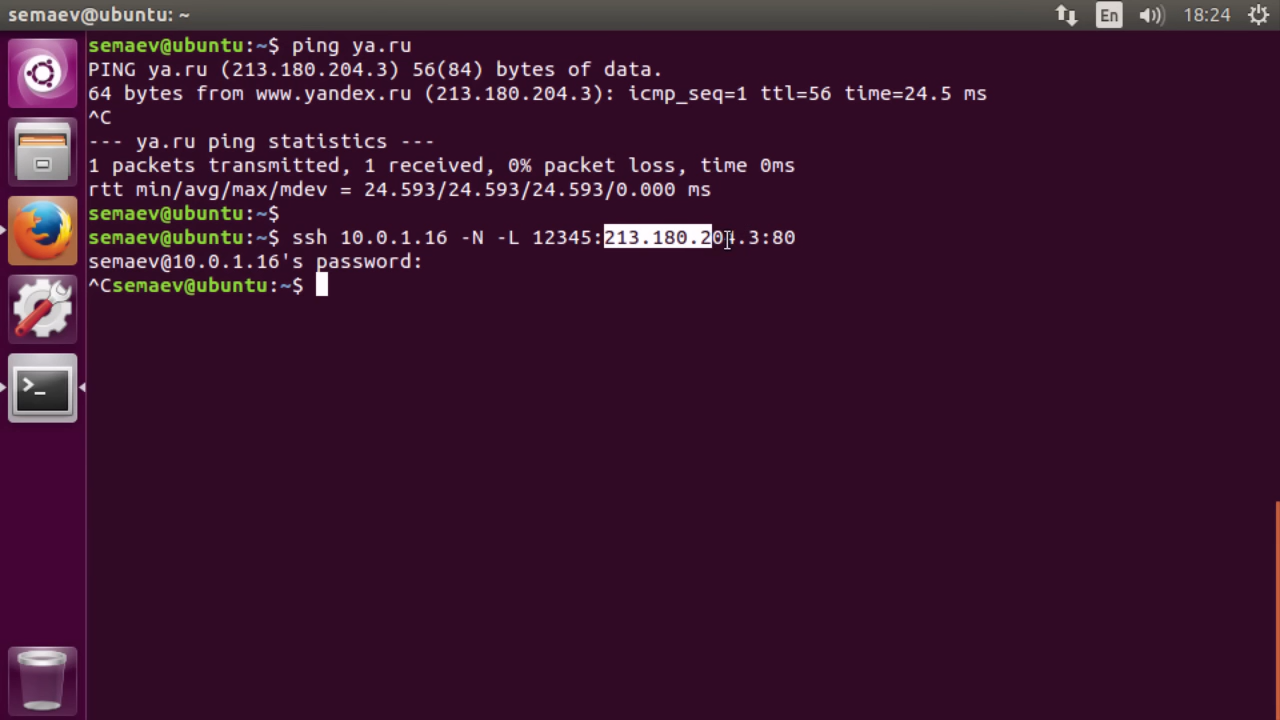 semaev@ubuntu: ~
En
18:24
semaev@ubuntu:~$ ping ya.ru
PING ya.ru (213.180.204.3) 56(84) bytes of data.
64 bytes from www.yandex.ru (213.180.204.3): icmp_seq=1 ttl=56 time=24.5 ms
^C
--- ya.ru ping statistics ---
1 packets transmitted, 1 received, 0% packet loss, time 0ms
rtt min/avg/max/mdev = 24.593/24.593/24.593/0.000 ms
semaev@ubuntu:~$
semaev@ubuntu:~$ ssh 10.0.1.16 -N -L 12345:213.180.204.3:80
semaev@10.0.1.16's password:
^Csemaev@ubuntu:~$
>_